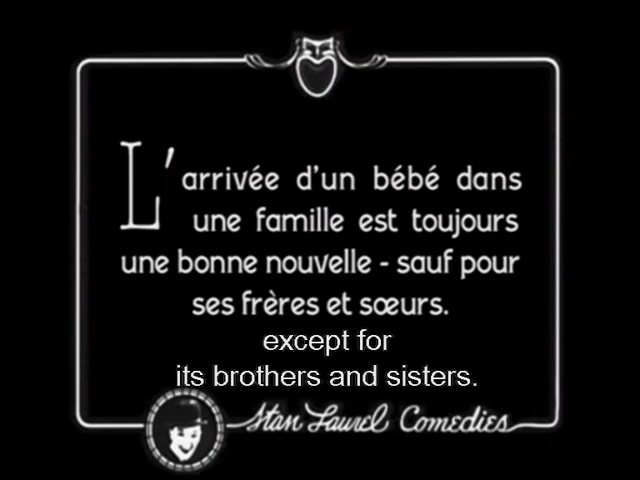 L'arrivée d'un bébé dans
une famille est toujours
une bonne nouvelle - sauf pour
ses frères et sœurs.
except for
its brothers and sisters.
Stan Laurel Comedies